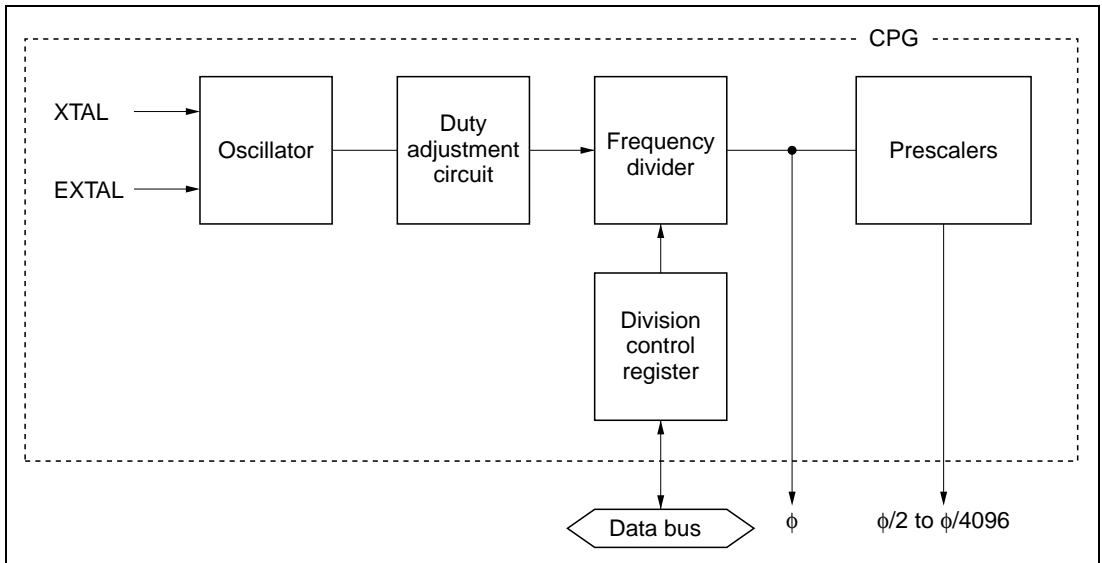 CPG
XTAL
EXTAL
Oscillator
Duty
adjustment
circuit
Frequency
divider
Prescalers
Division
control
register
Data bus
ϕ
ϕ/2 to ϕ/4096